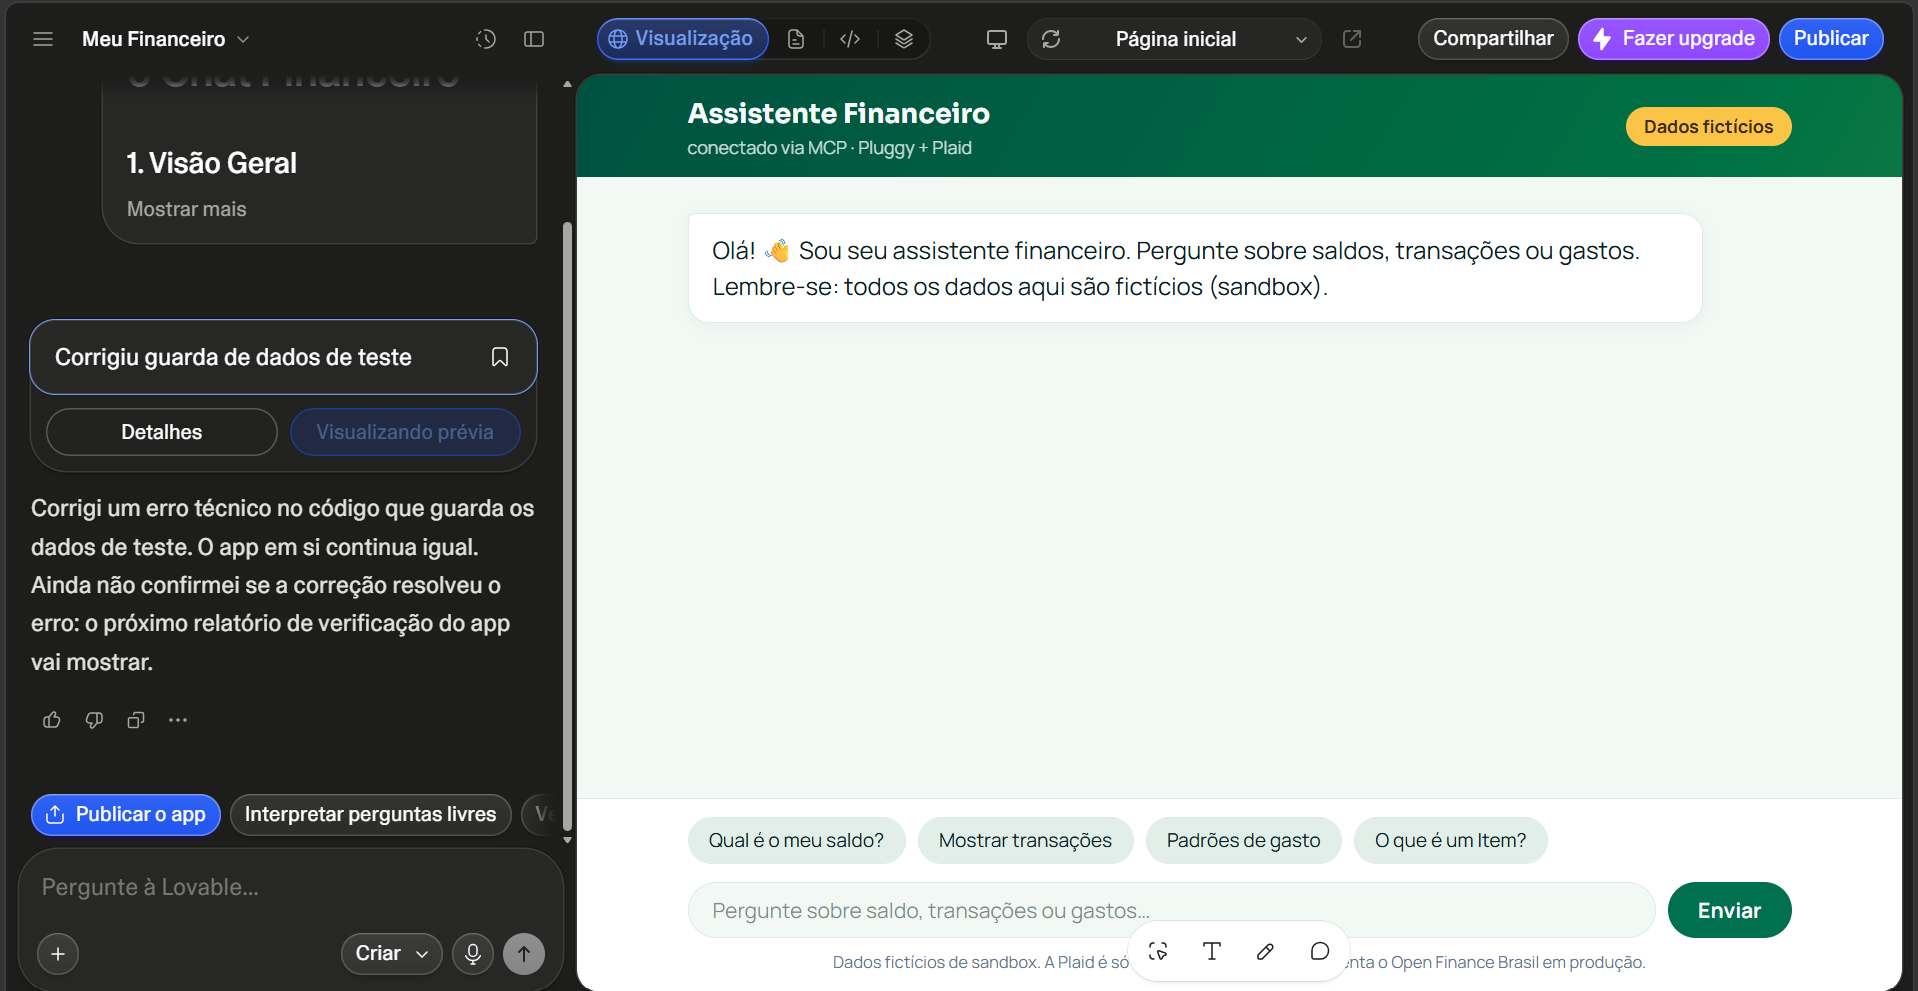 Meu Financeiro
Visualização
Página inicial
Compartilhar
Fazer upgrade
Publicar
o Chat Financeiro
1. Visão Geral
Mostrar mais
Corrigiu guarda de dados de teste
Detalhes
Visualizando prévia
Corrigi um erro técnico no código que guarda os
dados de teste. O app em si continua igual.
Ainda não confirmei se a correção resolveu o
erro: o próximo relatório de verificação do app
vai mostrar.
Publicar o app
Interpretar perguntas livres
Ve
Pergunte à Lovable...
Criar
Assistente Financeiro
conectado via MCP · Pluggy + Plaid
Dados fictícios
Olá! 👋 Sou seu assistente financeiro. Pergunte sobre saldos, transações ou gastos.
Lembre-se: todos os dados aqui são fictícios (sandbox).
Qual é o meu saldo?
Mostrar transações
Padrões de gasto
O que é um Item?
Pergunte sobre saldo, transações ou gastos...
Enviar
Dados fictícios de sandbox. A Plaid é só
nta o Open Finance Brasil em produção.